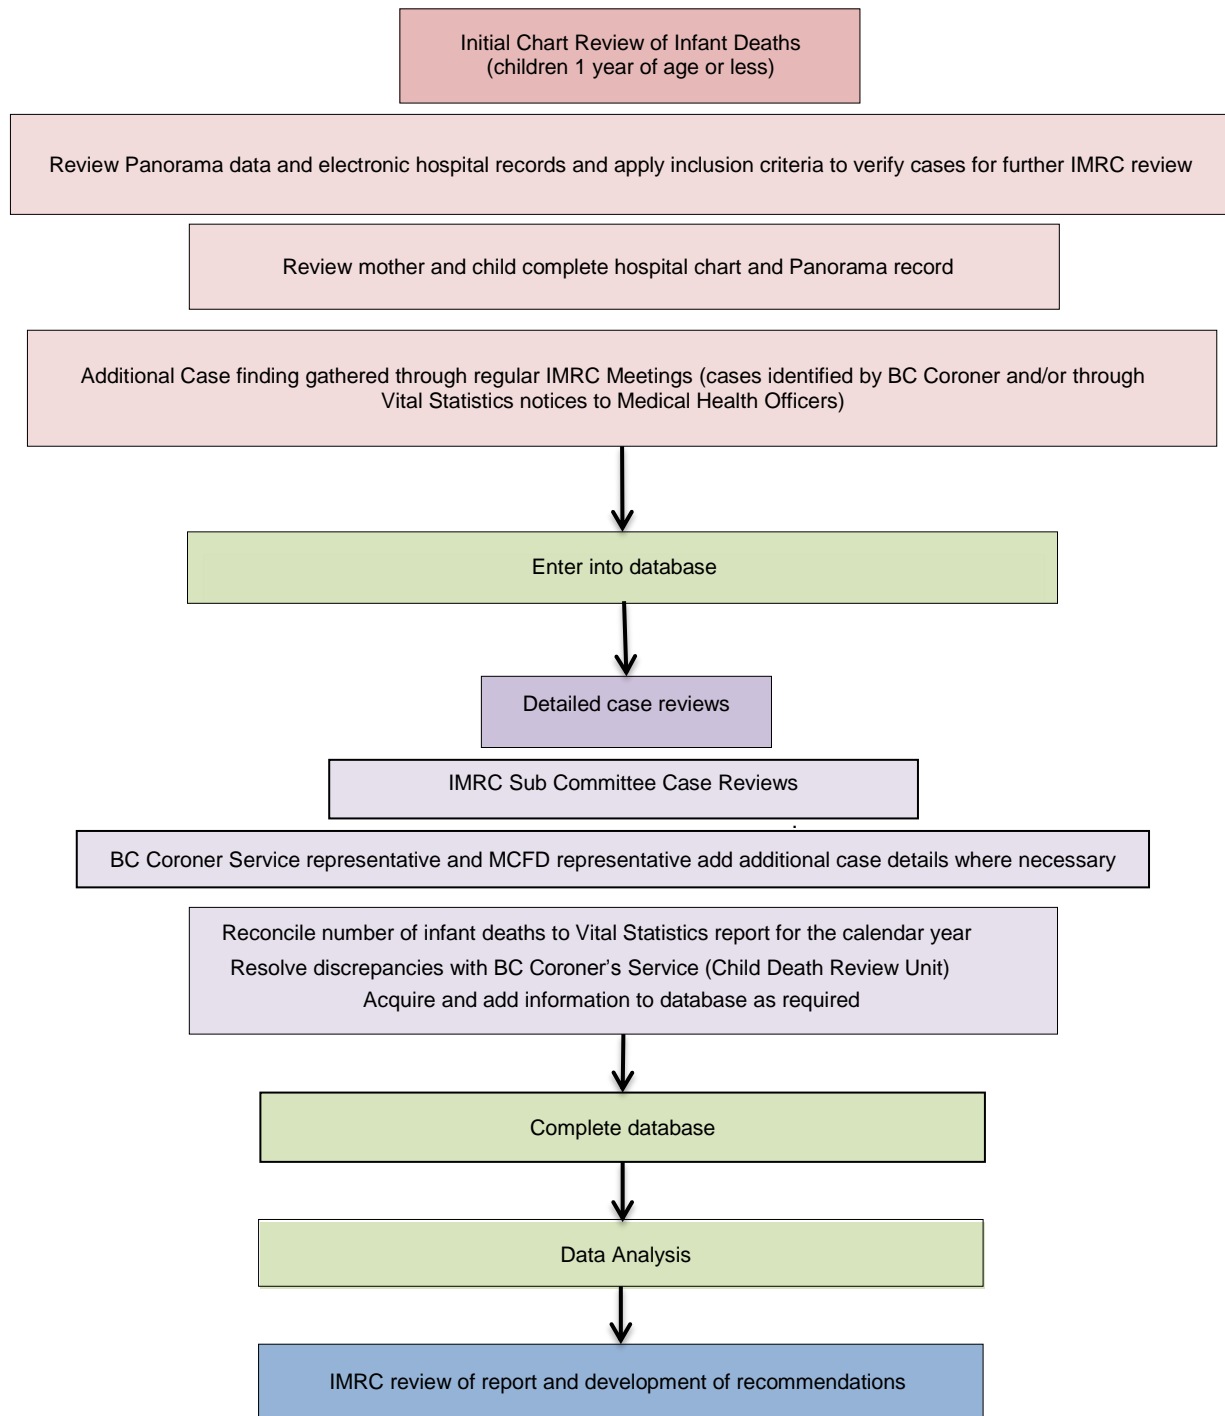 Initial Chart Review of Infant Deaths
(children 1 year of age or less)
Review Panorama data and electronic hospital records and apply inclusion criteria to verify cases for further IMRC review
Review mother and child complete hospital chart and Panorama record
Additional Case finding gathered through regular IMRC Meetings (cases identified by BC Coroner and/or through
Vital Statistics notices to Medical Health Officers)
Enter into database
Detailed case reviews
IMRC Sub Committee Case Reviews
.
BC Coroner Service representative and MCFD representative add additional case details where necessary
Reconcile number of infant deaths to Vital Statistics report for the calendar year
Resolve discrepancies with BC Coroner’s Service (Child Death Review Unit)
Acquire and add information to database as required
Complete database
Data Analysis
IMRC review of report and development of recommendations